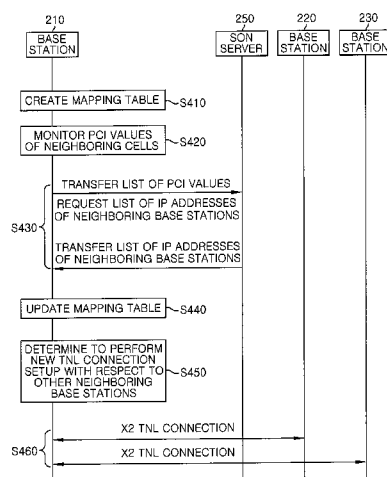 210
250
220
230
BASE
STATION
SON
SERVER
BASE
STATION
BASE
STATION
CREATE MAPPING TABLE
S410
MONITOR PCI VALUES
OF NEIGHBORING CELLS
S420
TRANSFER LIST OF PCI VALUES
REQUEST LIST OF IP ADDRESSES
OF NEIGHBORING BASE STATIONS
S430
TRANSFER LIST OF IP ADDRESSES
OF NEIGHBORING BASE STATIONS
UPDATE MAPPING TABLE
S440
DETERMINE TO PERFORM
NEW TNL CONNECTION
SETUP WITH RESPECT TO
OTHER NEIGHBORING
BASE STATIONS
S450
X2 TNL CONNECTION
S460
X2 TNL CONNECTION